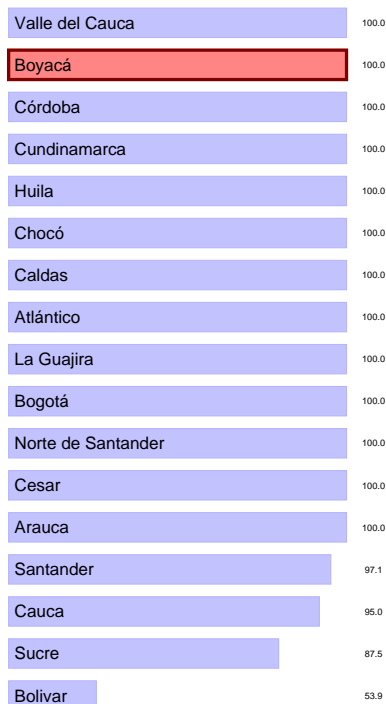 Valle del Cauca 100.0
Boyacá 100.0
Córdoba 100.0
Cundinamarca 100.0
Huila 100.0
Chocó 100.0
Caldas 100.0
Atlántico 100.0
La Guajira 100.0
Bogotá 100.0
Norte de Santander 100.0
Cesar 100.0
Arauca 100.0
Santander 97.1
Cauca 95.0
Sucre 87.5
Bolivar 53.9